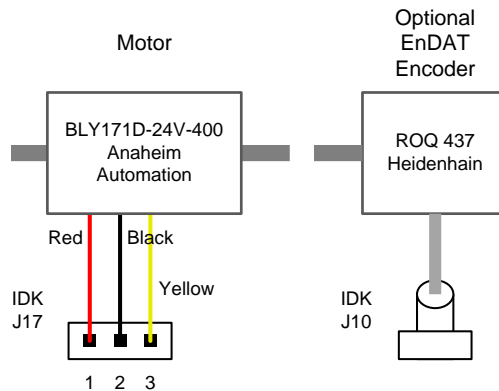 Motor
Optional
EnDAT
Encoder
BLY171D-24V-400
Anaheim
Automation
ROQ 437
Heidenhain
Red
Black
Yellow
IDK
J17
IDK
J10
1 2 3